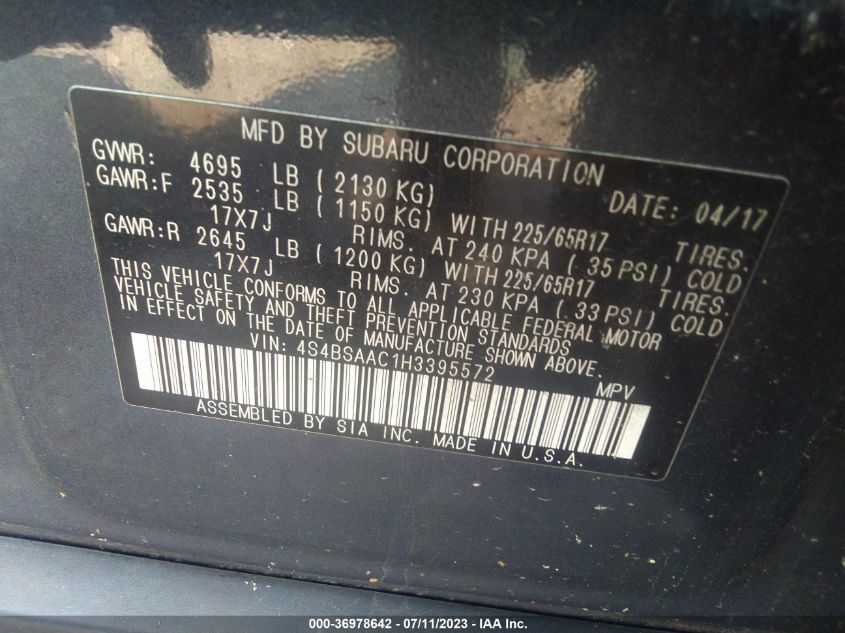 MFD BY SUBARU CORPORATION
GVWR: 4695 LB ( 2130 KG) DATE: 04/17
GAWR:F 2535 LB ( 1150 KG) WITH 225/65R17 TIRES.
17X7J RIMS. AT 240 KPA ( 35 PSI) COLD
GAWR:R 2645 LB ( 1200 KG) WITH 225/65R17 TIRES.
17X7J RIMS. AT 230 KPA ( 33 PSI) COLD
THIS VEHICLE CONFORMS TO ALL APPLICABLE FEDERAL MOTOR
VEHICLE SAFETY AND THEFT PREVENTION STANDARDS
IN EFFECT ON THE DATE OF MANUFACTURE SHOWN ABOVE.
VIN: 4S4BSAAC1H3395572 MPV
ASSEMBLED BY SIA INC. MADE IN U.S.A.
000-36978642 / 07/11/2023 - IAA Inc.